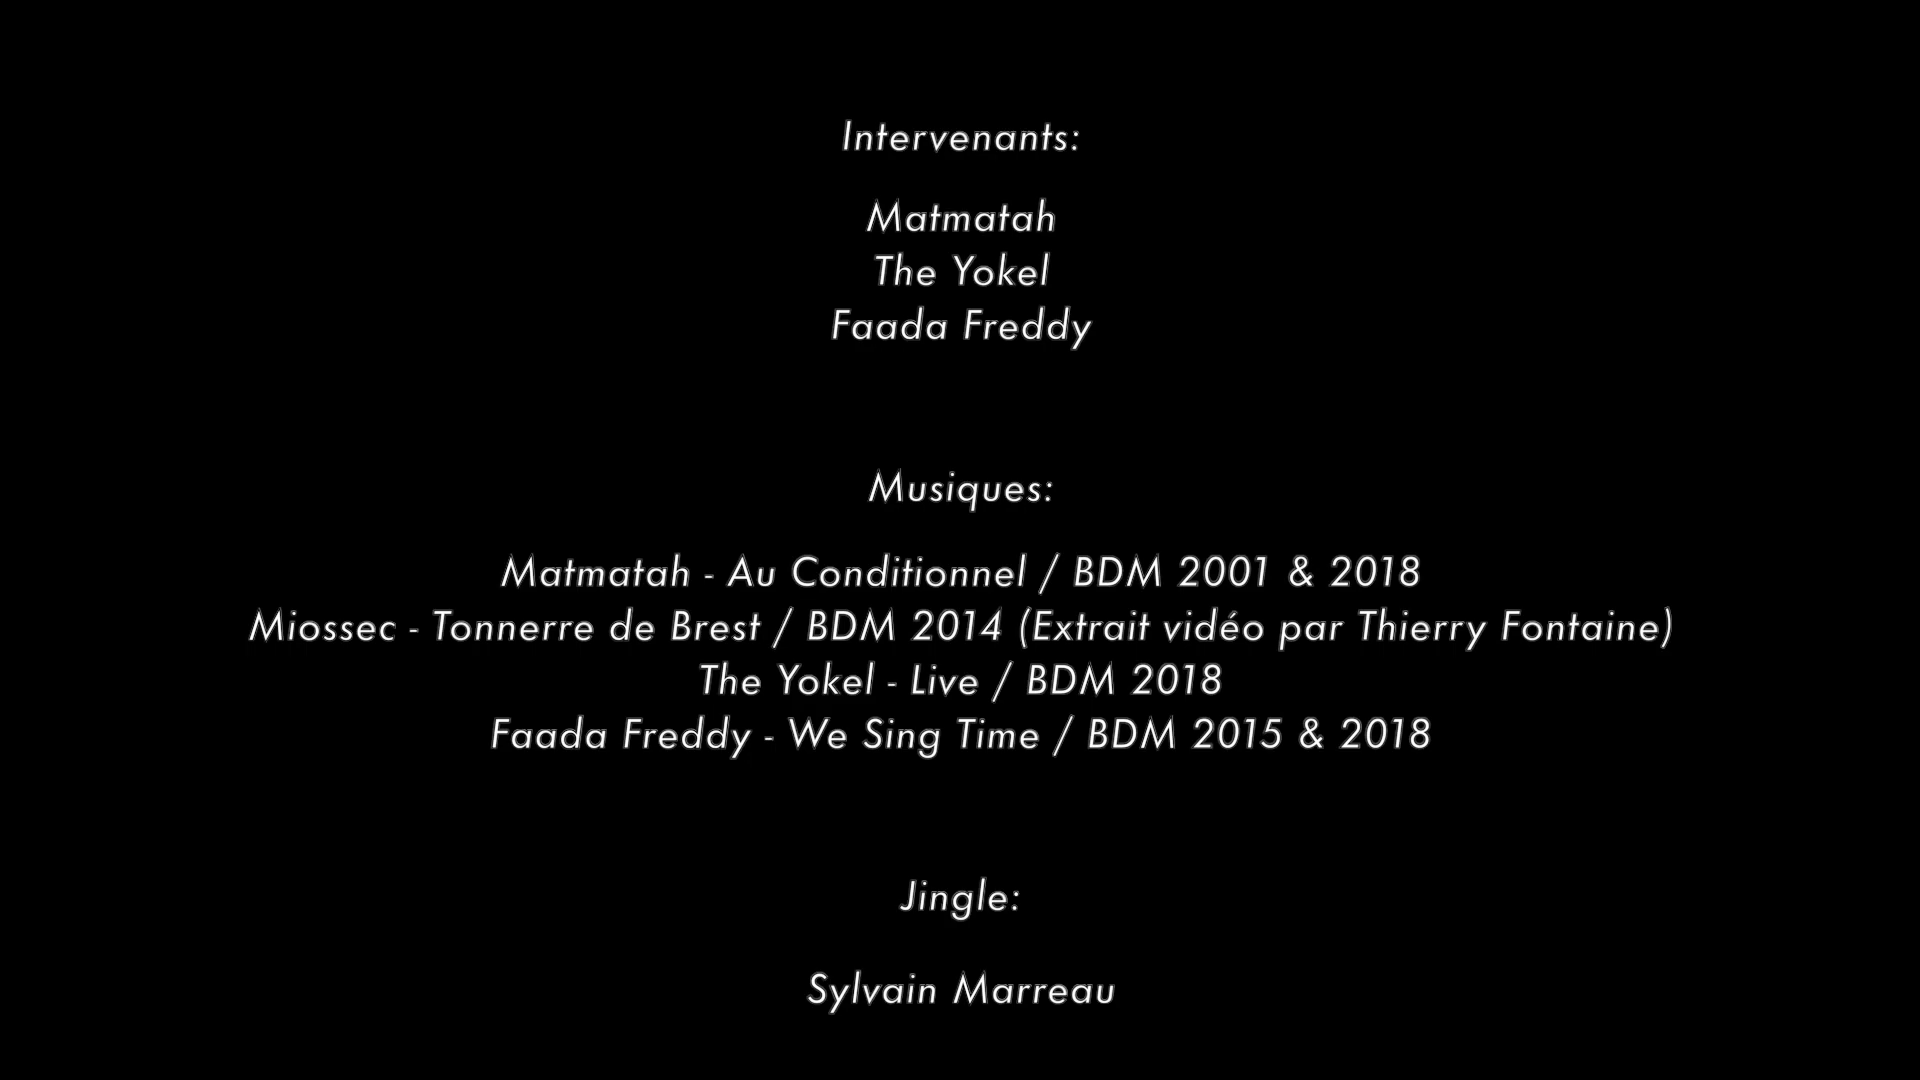 Intervenants:
Matmatah
The Yokel
Faada Freddy
Musiques:
Matmatah - Au Conditionnel / BDM 2001 & 2018
Miossec - Tonnerre de Brest / BDM 2014 (Extrait vidéo par Thierry Fontaine)
The Yokel - Live / BDM 2018
Faada Freddy - We Sing Time / BDM 2015 & 2018
Jingle:
Sylvain Marreau